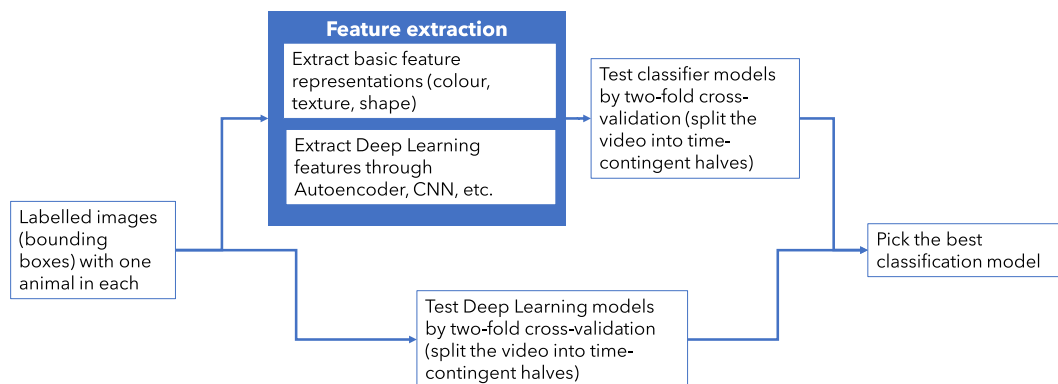 Feature extraction
Extract basic feature
representations (colour,
texture, shape)
Extract Deep Learning
features through
Autoencoder, CNN, etc.
Test classifier models
by two-fold cross-
validation (split the
video into time-
contingent halves)
Labelled images
(bounding
boxes) with one
animal in each
Pick the best
classification model
Test Deep Learning models
by two-fold cross-validation
(split the video into time-
contingent halves)